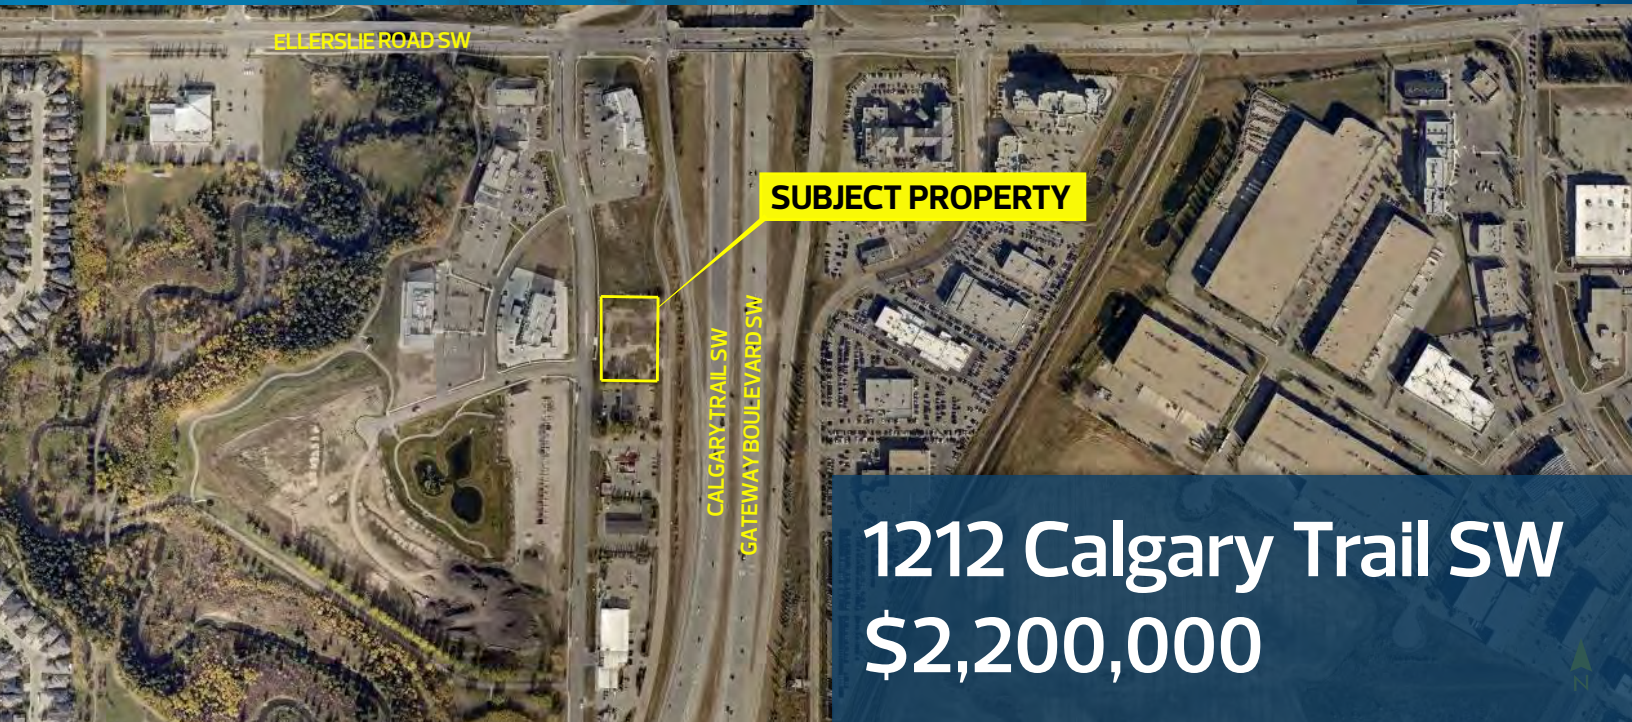 ELLERSLIE ROAD SW
SUBJECT PROPERTY
CALGARY TRAIL SW
GATEWAY BOULEVARD SW
1212 Calgary Trail SW
$2,200,000
N